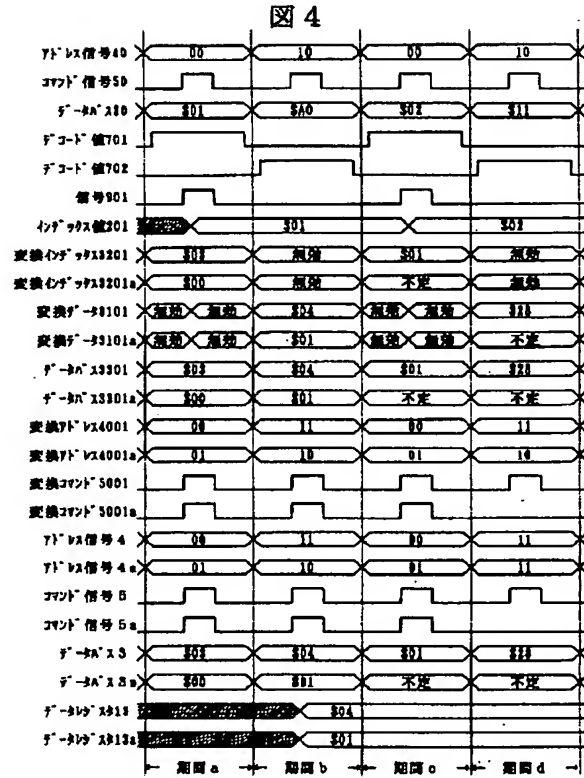 図4
アドレス信号40 00 10 00 10
コマンド信号50
データバス80 $01 $A0 $02 $11
デコード値701
デコード値702
信号901
インデックス値201 $01 $02
変換インデックス3201 $03 無効 $01 無効
変換インデックス3201a $00 無効 不定 無効
変換データ3101 無効 無効 $04 無効 無効 $28
変換データ3101a 無効 無効 $01 無効 無効 不定
データバス3301 $03 $04 $01 $28
データバス3301a $00 $01 不定 不定
変換アドレス4001 00 11 00 11
変換アドレス4001a 01 10 01 10
変換コマンド5001
変換コマンド5001a
アドレス信号4 00 11 00 11
アドレス信号4a 01 10 01 11
コマンド信号5
コマンド信号5a
データバス3 $03 $04 $01 $28
データバス3a $00 $01 不定 不定
データレジスタ13 $04
データレジスタ13a $01
期間a 期間b 期間c 期間d